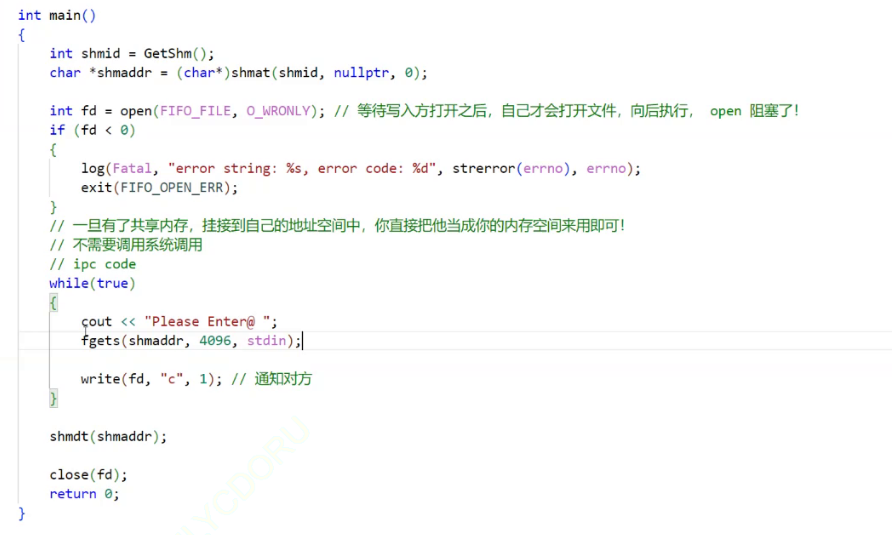 int main()
{
    int shmid = GetShm();
    char *shmaddr = (char*)shmat(shmid, nullptr, 0);
    int fd = open(FIFO_FILE, O_WRONLY); // 等待写入方打开之后，自己才会打开文件，向后执行， open 阻塞了！
    if (fd < 0)
    {
        log(Fatal, "error string: %s, error code: %d", strerror(errno), errno);
        exit(FIFO_OPEN_ERR);
    }
    // 一旦有了共享内存，挂接到自己的地址空间中，你直接把他当成你的内存空间来用即可！
    // 不需要调用系统调用
    // ipc code
    while(true)
    {
        cout << "Please Enter@ ";
        fgets(shmaddr, 4096, stdin);
        write(fd, "c", 1); // 通知对方
    }
    shmdt(shmaddr);
    close(fd);
    return 0;
}